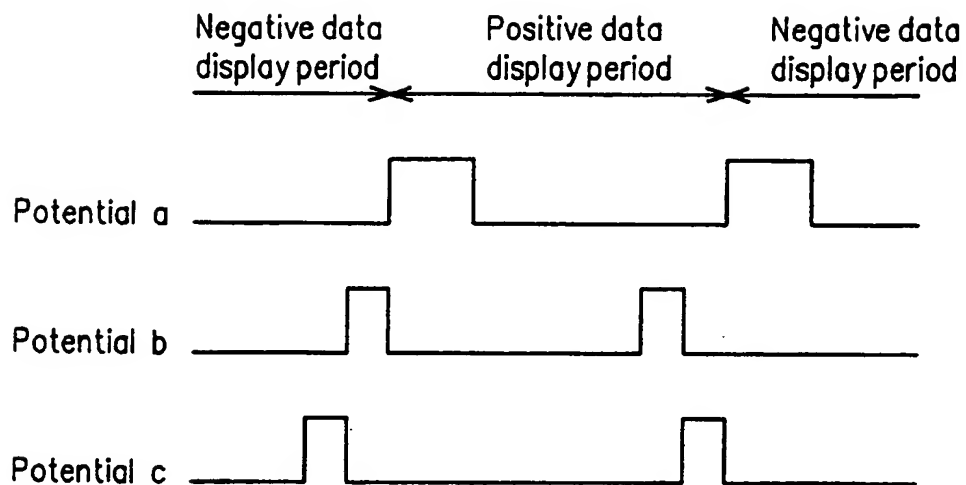 Negative data
display period
Positive data
display period
Negative data
display period
Potential a
Potential b
Potential c